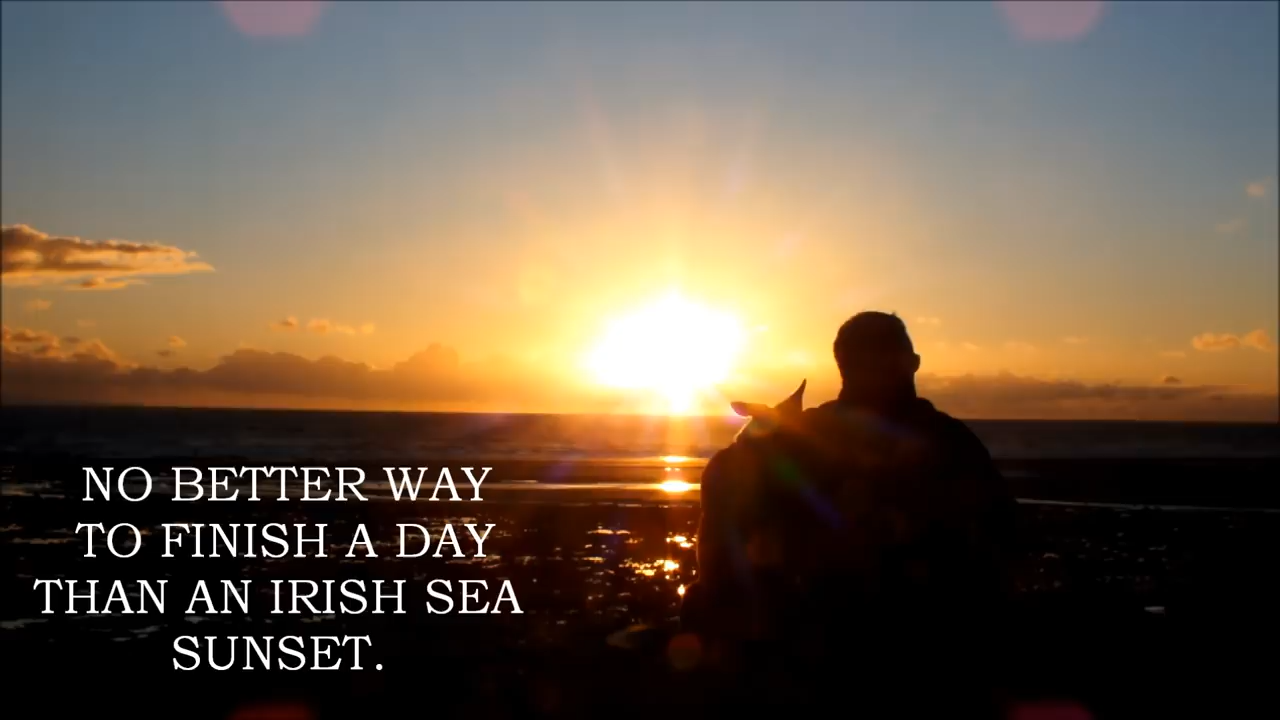 NO BETTER WAY
TO FINISH A DAY
THAN AN IRISH SEA
SUNSET.